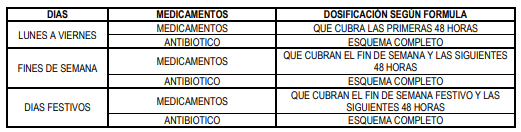 DIAS MEDICAMENTOS DOSIFICACIÓN SEGÚN FORMULA
LUNES A VIERNES MEDICAMENTOS QUE CUBRA LAS PRIMERAS 48 HORAS
ANTIBIOTICO ESQUEMA COMPLETO
FINES DE SEMANA MEDICAMENTOS QUE CUBRAN EL FIN DE SEMANA Y LAS SIGUIENTES
48 HORAS
ANTIBIOTICO ESQUEMA COMPLETO
DIAS FESTIVOS MEDICAMENTOS QUE CUBRAN EL FIN DE SEMANA FESTIVO Y LAS
SIGUIENTES 48 HORAS
ANTIBIOTICO ESQUEMA COMPLETO